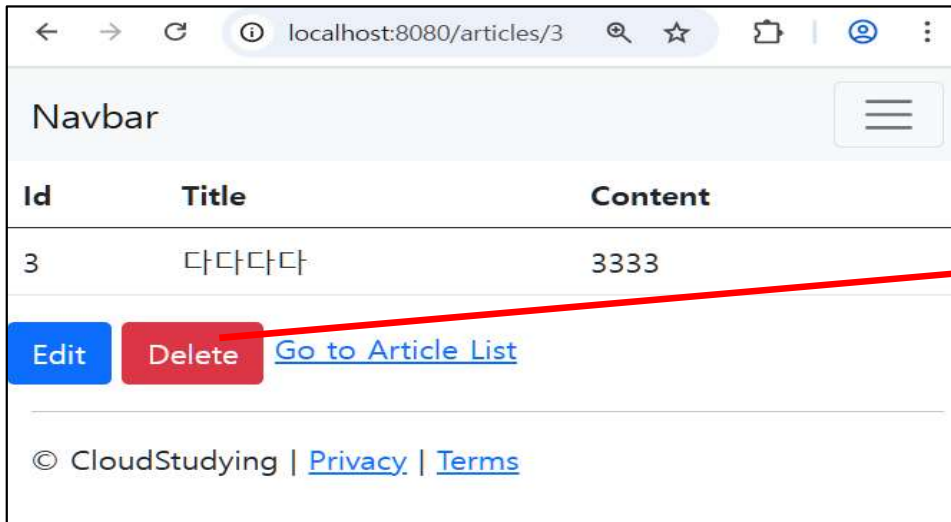 localhost:8080/articles/3
Navbar
Id Title Content
3 다다다다 3333
Edit Delete Go to Article List
© CloudStudying | Privacy | Terms